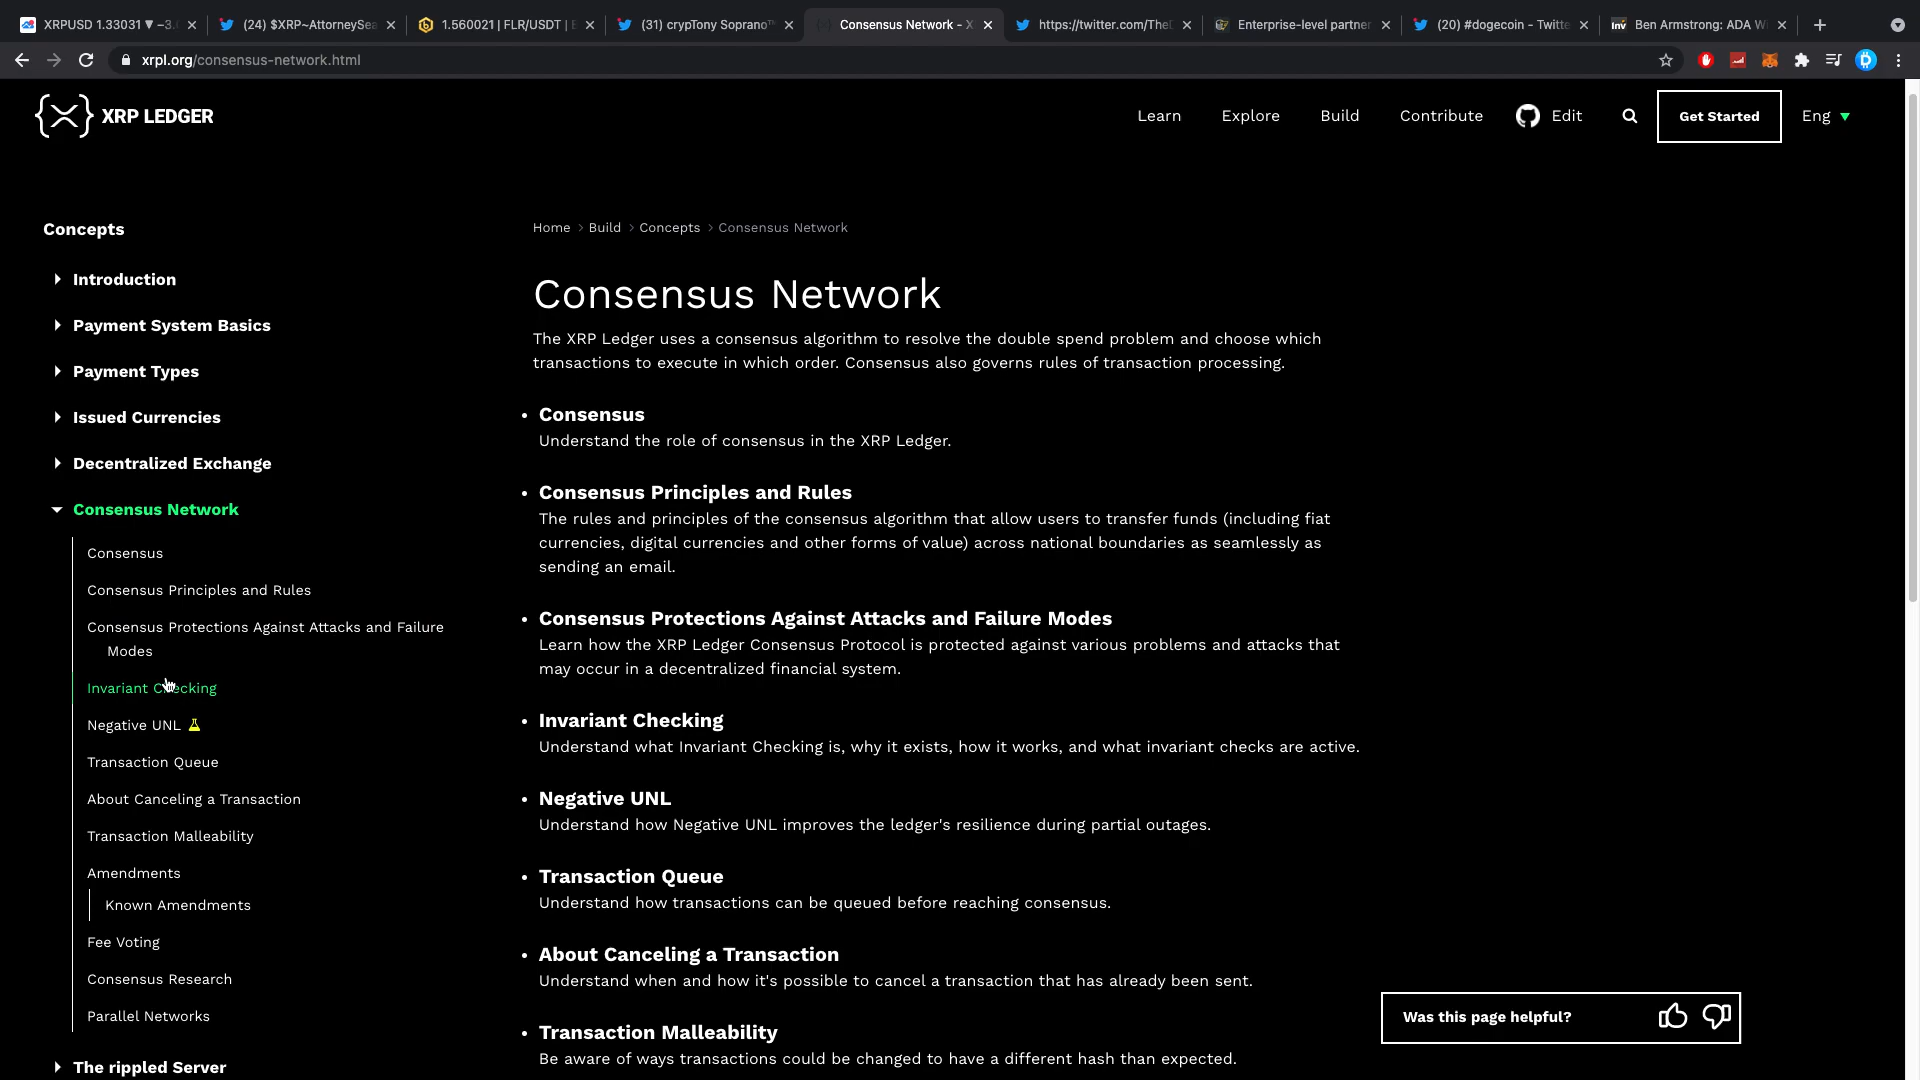 XRPUSD 1.33031 ▼ −3.
(24) $XRP~AttorneySea
1.560021 | FLR/USDT |
(31) crypTony Soprano™
Consensus Network - X
https://twitter.com/The
Enterprise-level partner
(20) #dogecoin - Twitte
Inv
Ben Armstrong: ADA W
xrpl.org/consensus-network.html
XRP LEDGER
Learn
Explore
Build
Contribute
Edit
Get Started
Eng ▼
Concepts
Introduction
Payment System Basics
Payment Types
Issued Currencies
Decentralized Exchange
Consensus Network
Consensus
Consensus Principles and Rules
Consensus Protections Against Attacks and Failure
Modes
Invariant Checking
Negative UNL
Transaction Queue
About Canceling a Transaction
Transaction Malleability
Amendments
Known Amendments
Fee Voting
Consensus Research
Parallel Networks
The rippled Server
Home > Build > Concepts > Consensus Network
Consensus Network
The XRP Ledger uses a consensus algorithm to resolve the double spend problem and choose which
transactions to execute in which order. Consensus also governs rules of transaction processing.
• Consensus
Understand the role of consensus in the XRP Ledger.
• Consensus Principles and Rules
The rules and principles of the consensus algorithm that allow users to transfer funds (including fiat
currencies, digital currencies and other forms of value) across national boundaries as seamlessly as
sending an email.
• Consensus Protections Against Attacks and Failure Modes
Learn how the XRP Ledger Consensus Protocol is protected against various problems and attacks that
may occur in a decentralized financial system.
• Invariant Checking
Understand what Invariant Checking is, why it exists, how it works, and what invariant checks are active.
• Negative UNL
Understand how Negative UNL improves the ledger's resilience during partial outages.
• Transaction Queue
Understand how transactions can be queued before reaching consensus.
• About Canceling a Transaction
Understand when and how it's possible to cancel a transaction that has already been sent.
• Transaction Malleability
Be aware of ways transactions could be changed to have a different hash than expected.
Was this page helpful?